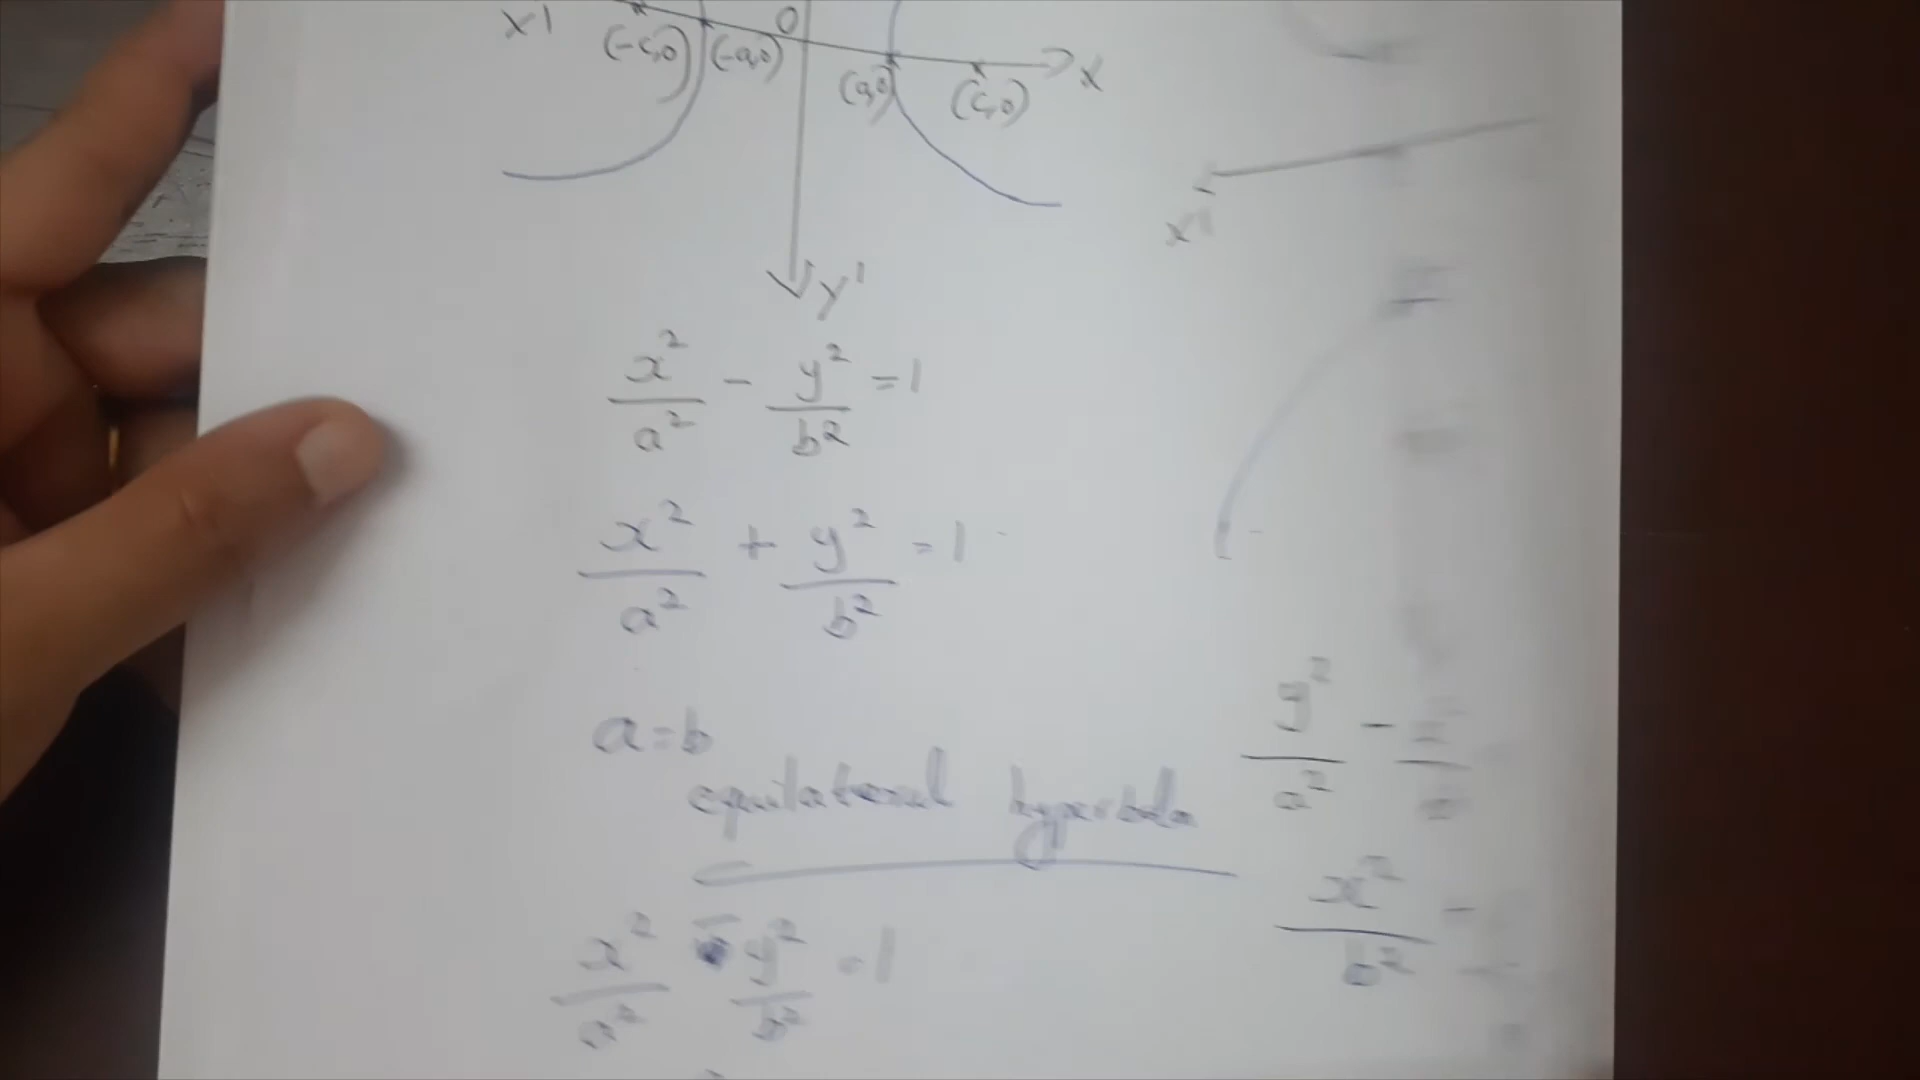 X' (-c,0) (-a,0) O (a,0) (c,0) X
X'
Y'
x²/a² - y²/b² = 1
x²/a² + y²/b² = 1
a=b
equilateral hyperbola
x²/a² - y²/b² = 1
y²/a² -
x²/b² -